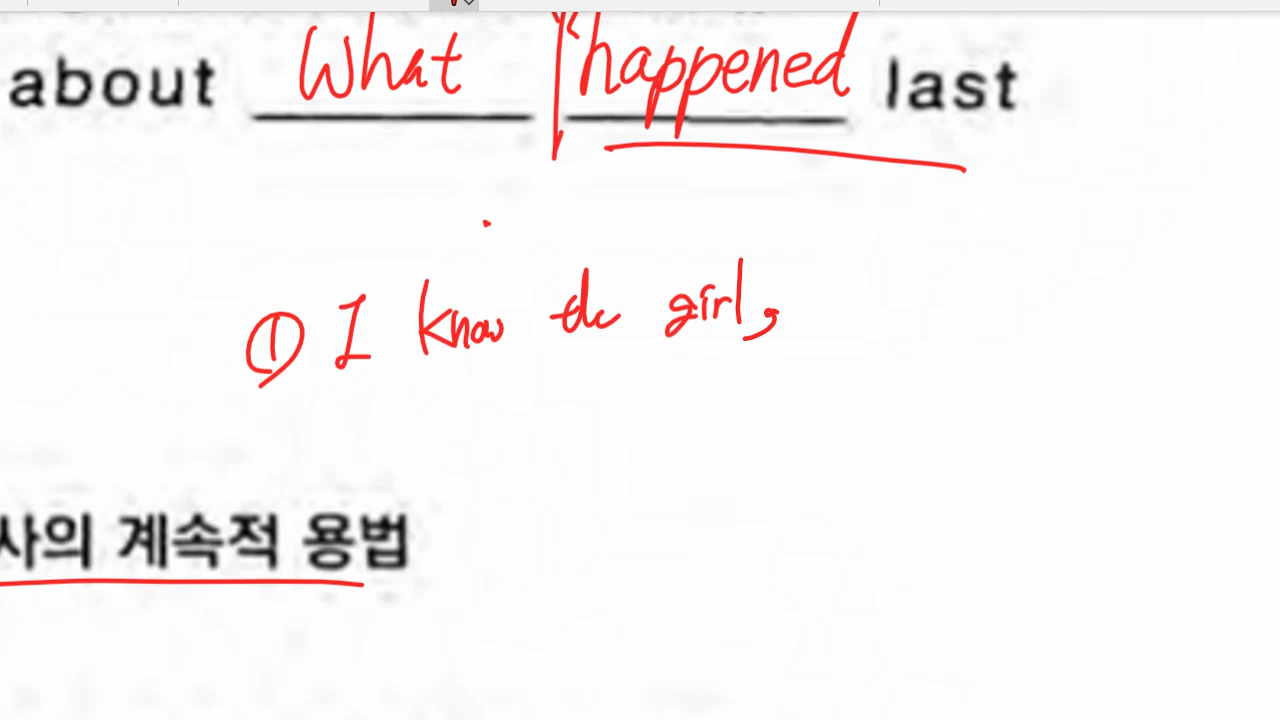 about What happened last
① I know the girl,
사의 계속적 용법